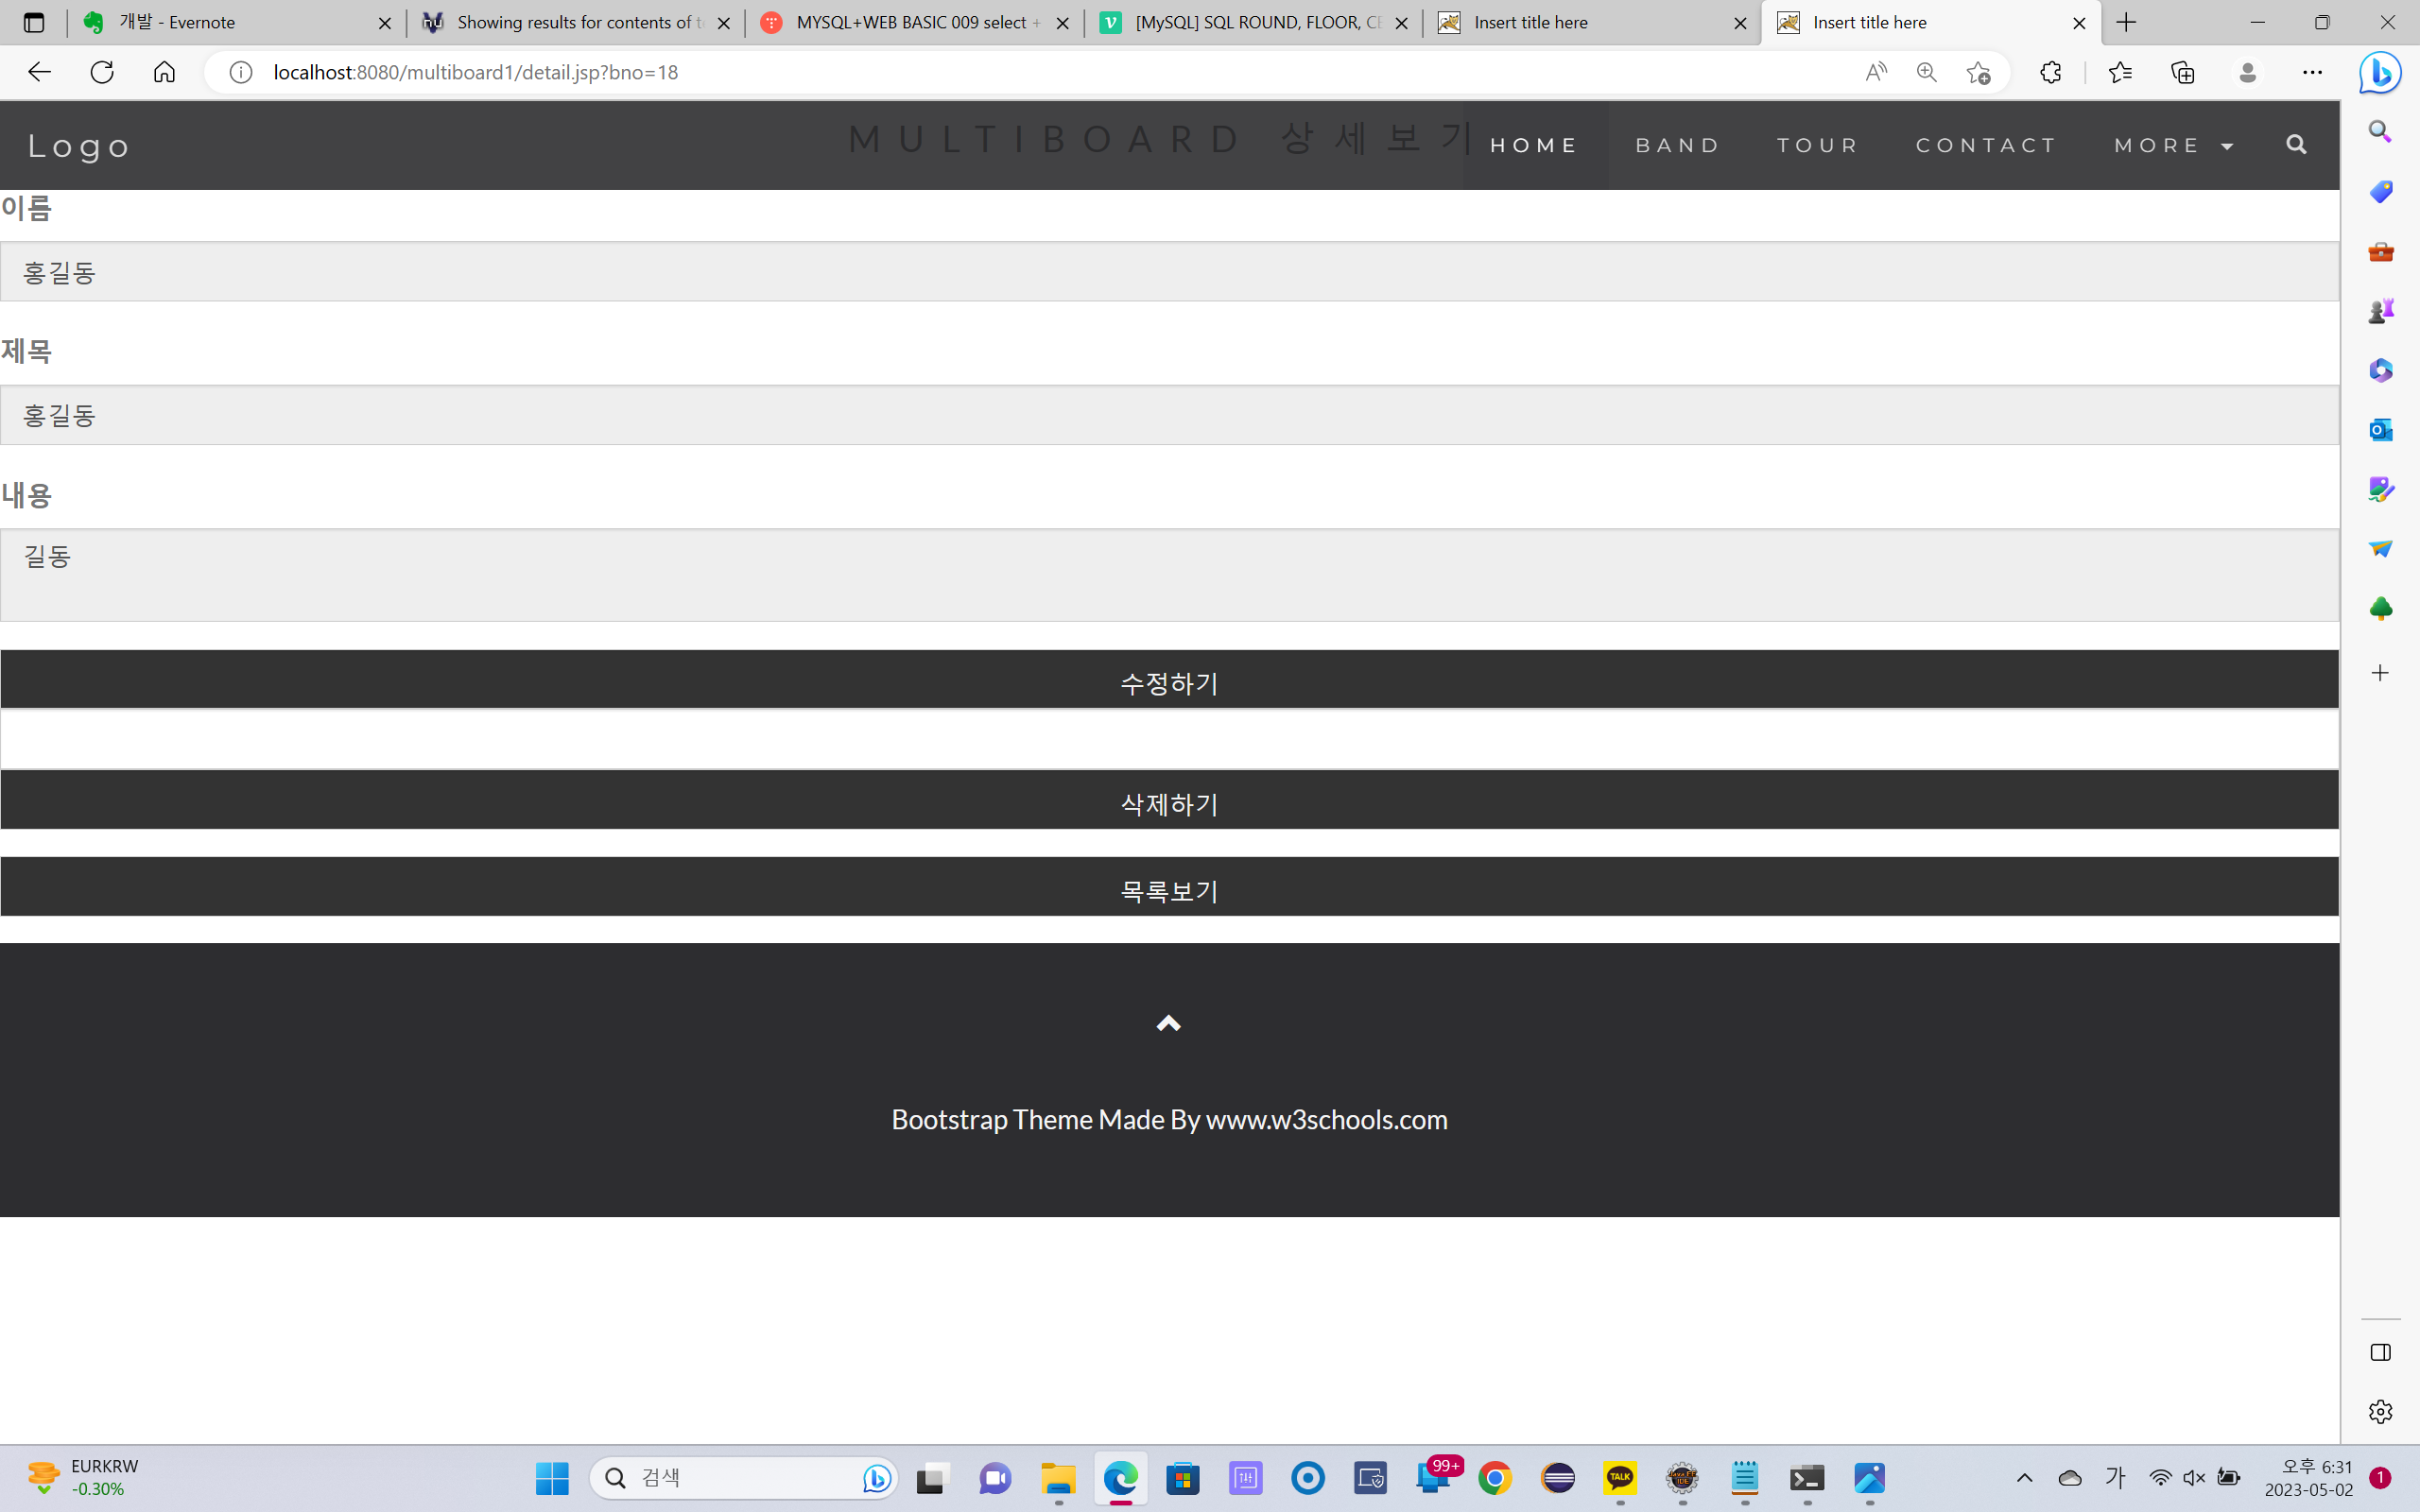 개발 - Evernote
Showing results for contents of te
MYSQL+WEB BASIC 009 select +
[MySQL] SQL ROUND, FLOOR, CE
Insert title here
Insert title here
localhost:8080/multiboard1/detail.jsp?bno=18
Logo
MULTIBOARD 상세보기
HOME
BAND
TOUR
CONTACT
MORE
이름
홍길동
제목
홍길동
내용
길동
수정하기
삭제하기
목록보기
Bootstrap Theme Made By www.w3schools.com
EURKRW
-0.30%
검색
99+
TALK
가
오후 6:31
2023-05-02
1